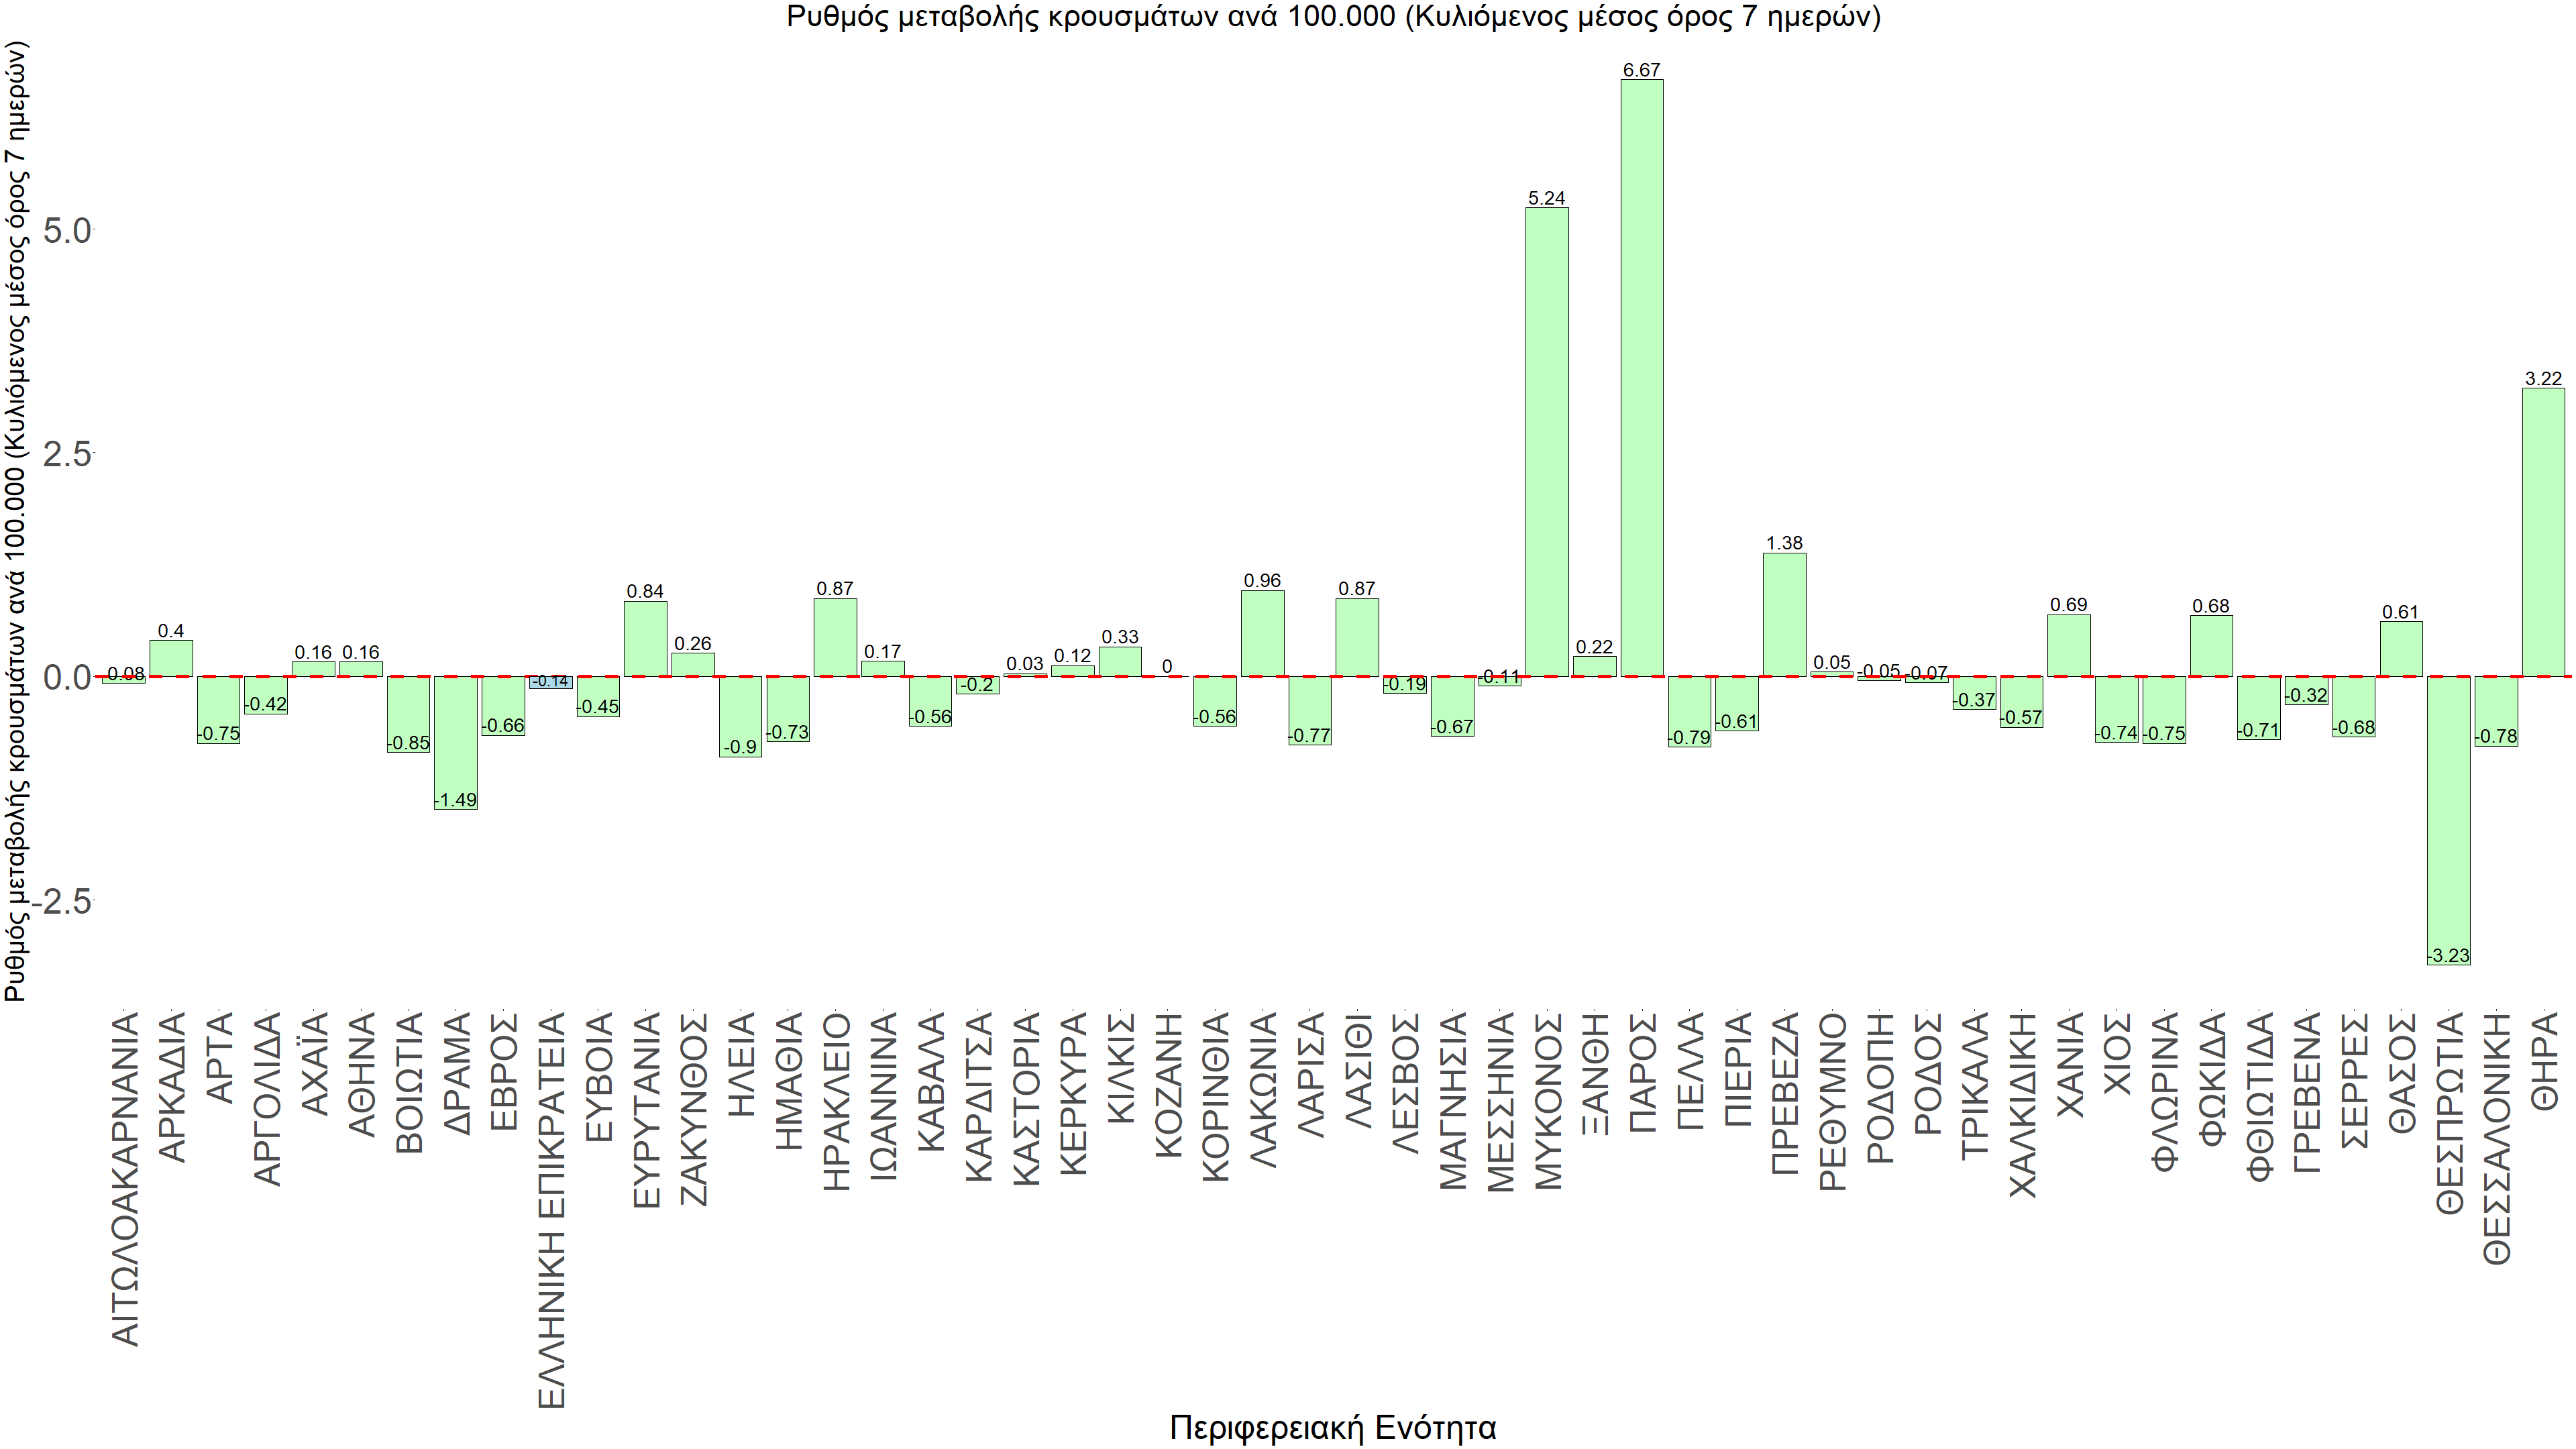 Ρυθμός μεταβολής κρουσμάτων ανά 100.000 (Κυλιόμενος μέσος όρος 7 ημερών)
Ρυθμός μεταβολής κρουσμάτων ανά 100.000 (Κυλιόμενος μέσος όρος 7 ημερών)
5.0
2.5
0.0
-2.5
-0.08
0.4
-0.75
-0.42
0.16
0.16
-0.85
-1.49
-0.66
-0.14
-0.45
0.84
0.26
-0.9
-0.73
0.87
0.17
-0.56
-0.2
0.03
0.12
0.33
0
-0.56
0.96
-0.77
0.87
-0.19
-0.67
-0.11
5.24
0.22
6.67
-0.79
-0.61
1.38
0.05
-0.05
-0.07
-0.37
-0.57
0.69
-0.74
-0.75
0.68
-0.71
-0.32
-0.68
0.61
-3.23
-0.78
3.22
ΑΙΤΩΛΟΑΚΑΡΝΑΝΙΑ
ΑΡΚΑΔΙΑ
ΑΡΤΑ
ΑΡΓΟΛΙΔΑ
ΑΧΑΪΑ
ΑΘΗΝΑ
ΒΟΙΩΤΙΑ
ΔΡΑΜΑ
ΕΒΡΟΣ
ΕΛΛΗΝΙΚΗ ΕΠΙΚΡΑΤΕΙΑ
ΕΥΒΟΙΑ
ΕΥΡΥΤΑΝΙΑ
ΖΑΚΥΝΘΟΣ
ΗΛΕΙΑ
ΗΜΑΘΙΑ
ΗΡΑΚΛΕΙΟ
ΙΩΑΝΝΙΝΑ
ΚΑΒΑΛΑ
ΚΑΡΔΙΤΣΑ
ΚΑΣΤΟΡΙΑ
ΚΕΡΚΥΡΑ
ΚΙΛΚΙΣ
ΚΟΖΑΝΗ
ΚΟΡΙΝΘΙΑ
ΛΑΚΩΝΙΑ
ΛΑΡΙΣΑ
ΛΑΣΙΘΙ
ΛΕΣΒΟΣ
ΜΑΓΝΗΣΙΑ
ΜΕΣΣΗΝΙΑ
ΜΥΚΟΝΟΣ
ΞΑΝΘΗ
ΠΑΡΟΣ
ΠΕΛΛΑ
ΠΙΕΡΙΑ
ΠΡΕΒΕΖΑ
ΡΕΘΥΜΝΟ
ΡΟΔΟΠΗ
ΡΟΔΟΣ
ΤΡΙΚΑΛΑ
ΧΑΛΚΙΔΙΚΗ
ΧΑΝΙΑ
ΧΙΟΣ
ΦΛΩΡΙΝΑ
ΦΩΚΙΔΑ
ΦΘΙΩΤΙΔΑ
ΓΡΕΒΕΝΑ
ΣΕΡΡΕΣ
ΘΑΣΟΣ
ΘΕΣΠΡΩΤΙΑ
ΘΕΣΣΑΛΟΝΙΚΗ
ΘΗΡΑ
Περιφερειακή Ενότητα